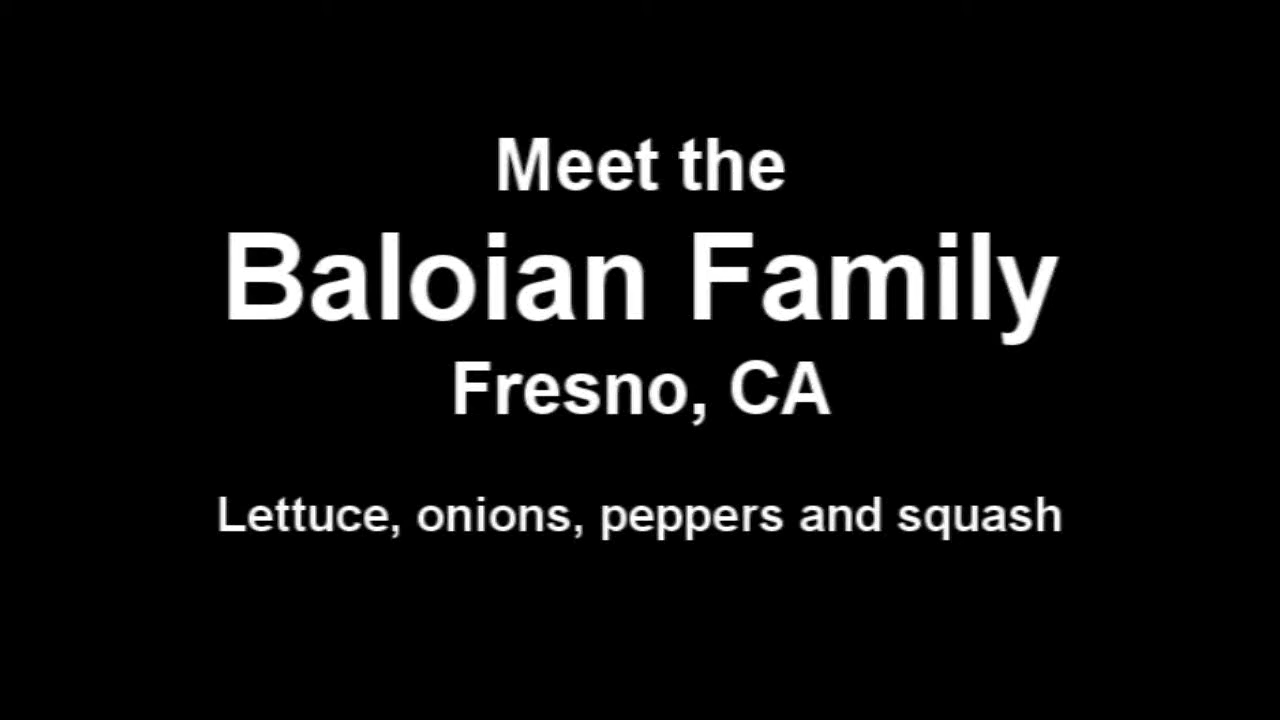 Meet the
Baloian Family
Fresno, CA
Lettuce, onions, peppers and squash